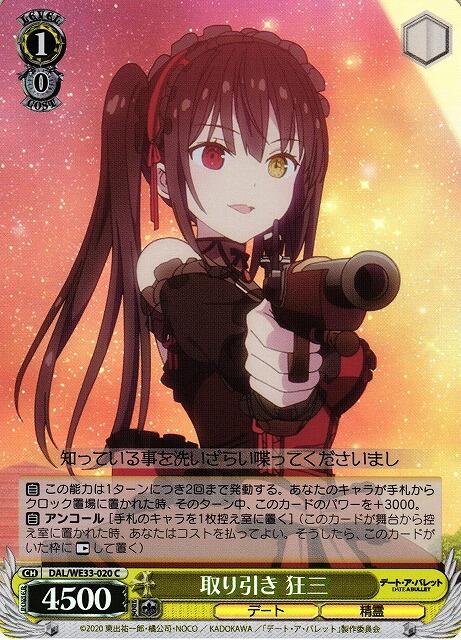 LEVEL
1
0
COST
知っている事を洗いざらい喋ってくださいまし
自 この能力は1ターンにつき2回まで発動する。あなたのキャラが手札から
クロック置場に置かれた時、そのターン中、このカードのパワーを+3000。
自 アンコール [手札のキャラを1枚控え室に置く] (このカードが舞台から控
え室に置かれた時、あなたはコストを払ってよい。そうしたら、このカードが
いた枠に して置く)
CH DAL/WE33-020 C
POWER
4500
取り引き 狂三
デート 精霊
デート・ア・バレット
DATE A BULLET
©2020 東出祐一郎・橘公司・NOCO / KADOKAWA /「デート・ア・バレット」製作委員会